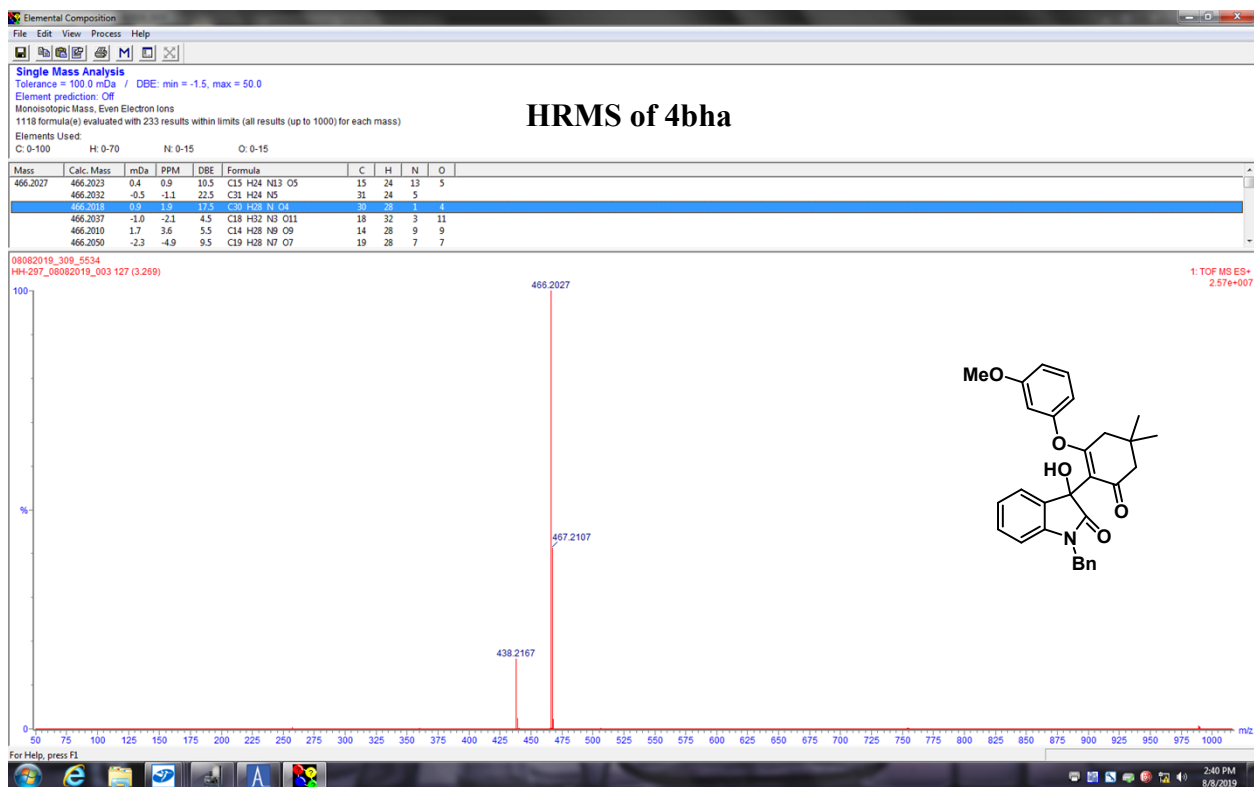 Elemental Composition
File Edit View Process Help
Single Mass Analysis
Tolerance = 100.0 mDa / DBE: min = -1.5, max = 50.0
Element prediction: Off
Monoisotopic Mass, Even Electron Ions
1118 formula(e) evaluated with 233 results within limits (all results (up to 1000) for each mass)
Elements Used:
C: 0-100 H: 0-70 N: 0-15 O: 0-15
HRMS of 4bha
Mass Calc. Mass mDa PPM DBE Formula C H N O
466.2027 466.2023 0.4 0.9 10.5 C15 H24 N13 O5 15 24 13 5
466.2032 -0.5 -1.1 22.5 C31 H24 N5 31 24 5
466.2018 0.9 1.9 17.5 C30 H28 N O4 30 28 1 4
466.2037 -1.0 -2.1 4.5 C18 H32 N3 O11 18 32 3 11
466.2010 1.7 3.6 5.5 C14 H28 N9 O9 14 28 9 9
466.2050 -2.3 -4.9 9.5 C19 H28 N7 O7 19 28 7 7
08082019_309_5534
HH-297_08082019_003 127 (3.269)
1: TOF MS ES+
2.57e+007
100
%
0
466.2027
467.2107
438.2167
MeO
O
HO
O
O
N
Bn
50 75 100 125 150 175 200 225 250 275 300 325 350 375 400 425 450 475 500 525 550 575 600 625 650 675 700 725 750 775 800 825 850 875 900 925 950 975 1000 m/z
For Help, press F1
2:40 PM
8/8/2019